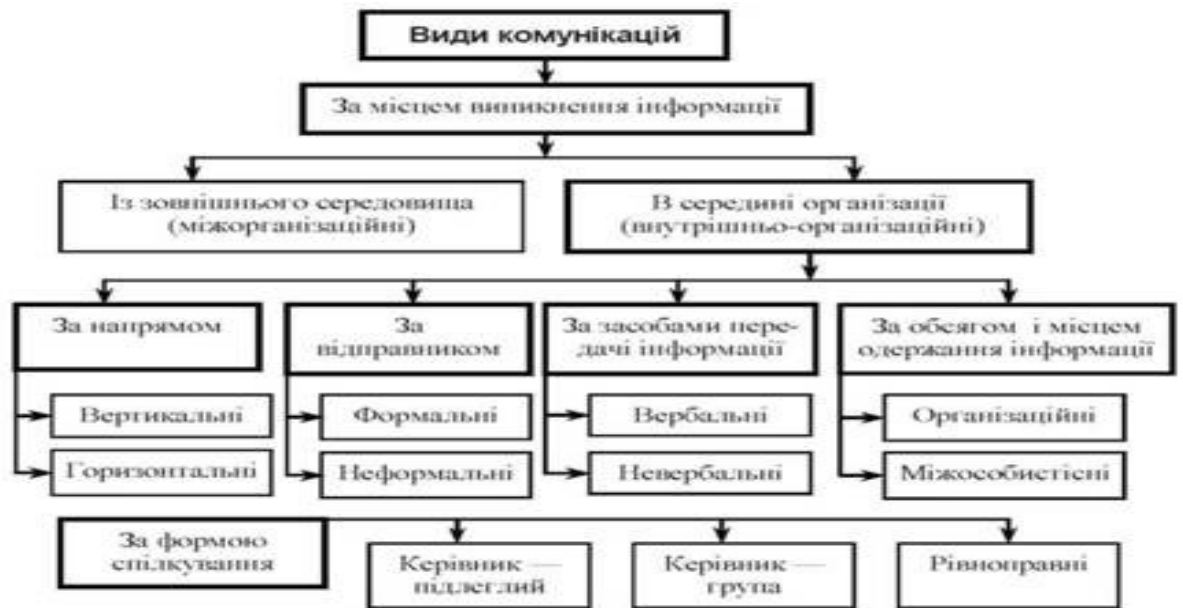 Види комунікацій
За місцем виникнення інформації
Із зовнішнього середовища
(міжорганізаційні)
В середині організації
(внутрішньо-організаційні)
За напрямом
За
відправником
За засобами пере-
дачі інформації
За обсягом і місцем
одержання інформації
Вертикальні
Формальні
Вербальні
Організаційні
Горизонтальні
Неформальні
Невербальні
Міжособистісні
За формою
спілкування
Керівник —
підлеглий
Керівник —
група
Рівноправні